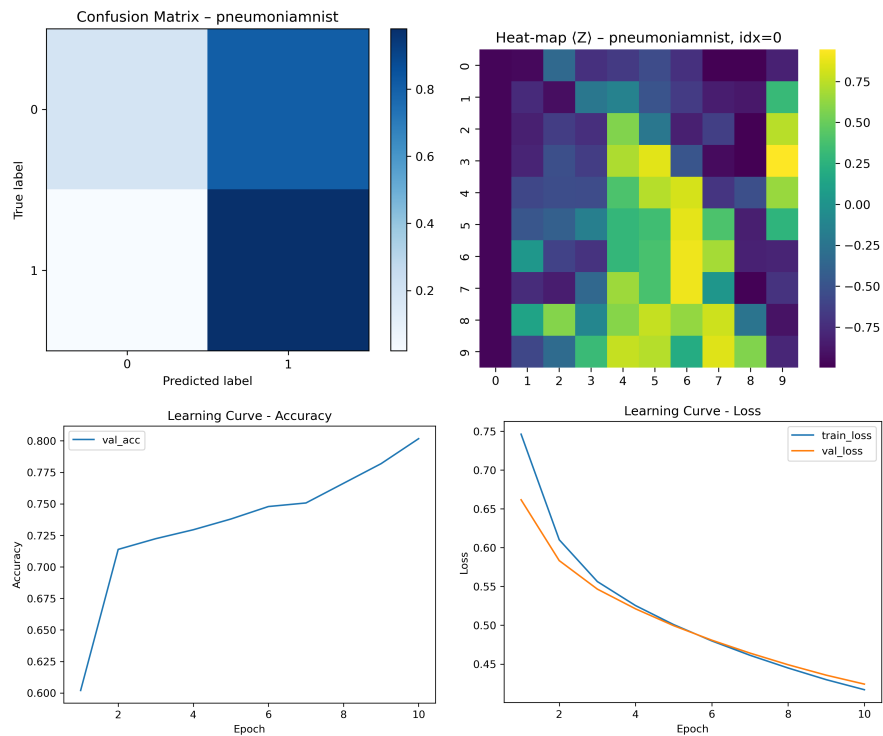 Confusion Matrix – pneumoniamnist
True label
0
1
0
1
Predicted label
0.8
0.6
0.4
0.2
Heat-map ⟨Z⟩ – pneumoniamnist, idx=0
0
1
2
3
4
5
6
7
8
9
0 1 2 3 4 5 6 7 8 9
0.75
0.50
0.25
0.00
−0.25
−0.50
−0.75
Learning Curve - Accuracy
val_acc
Accuracy
0.800
0.775
0.750
0.725
0.700
0.675
0.650
0.625
0.600
2 4 6 8 10
Epoch
Learning Curve - Loss
train_loss
val_loss
Loss
0.75
0.70
0.65
0.60
0.55
0.50
0.45
2 4 6 8 10
Epoch